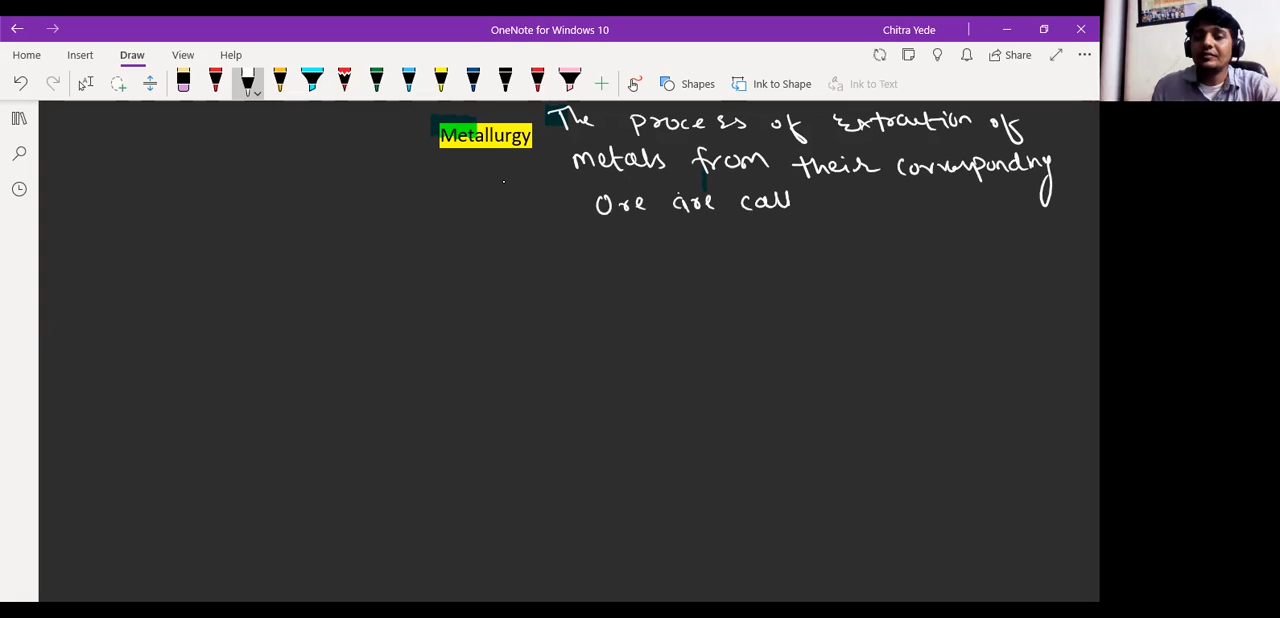 OneNote for Windows 10
Chitra Yede
Home Insert Draw View Help
Share
Shapes Ink to Shape Ink to Text
Metallurgy
The process of Extraction of
metals from their correspondny
Ore are call